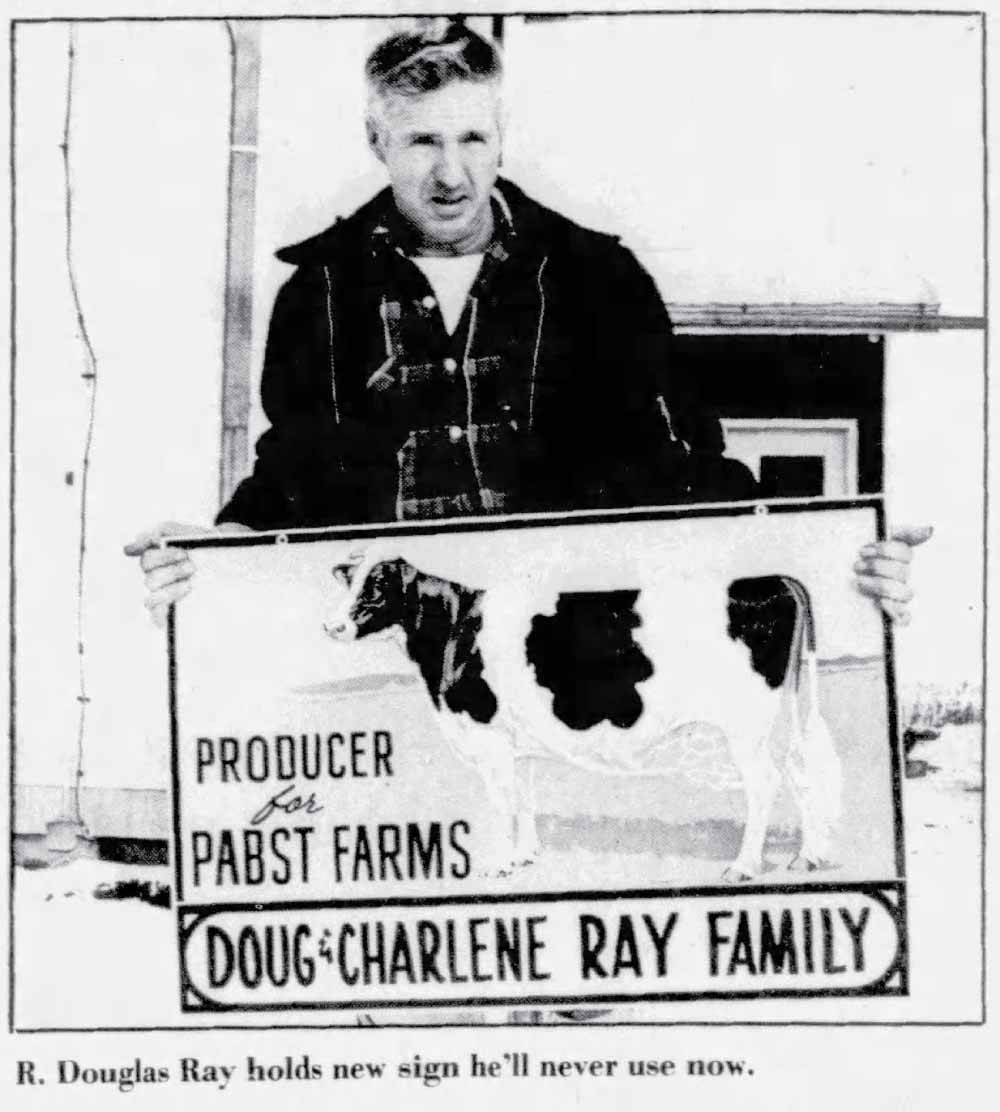 PRODUCER
for
PABST FARMS
DOUG & CHARLENE RAY FAMILY
R. Douglas Ray holds new sign he'll never use now.